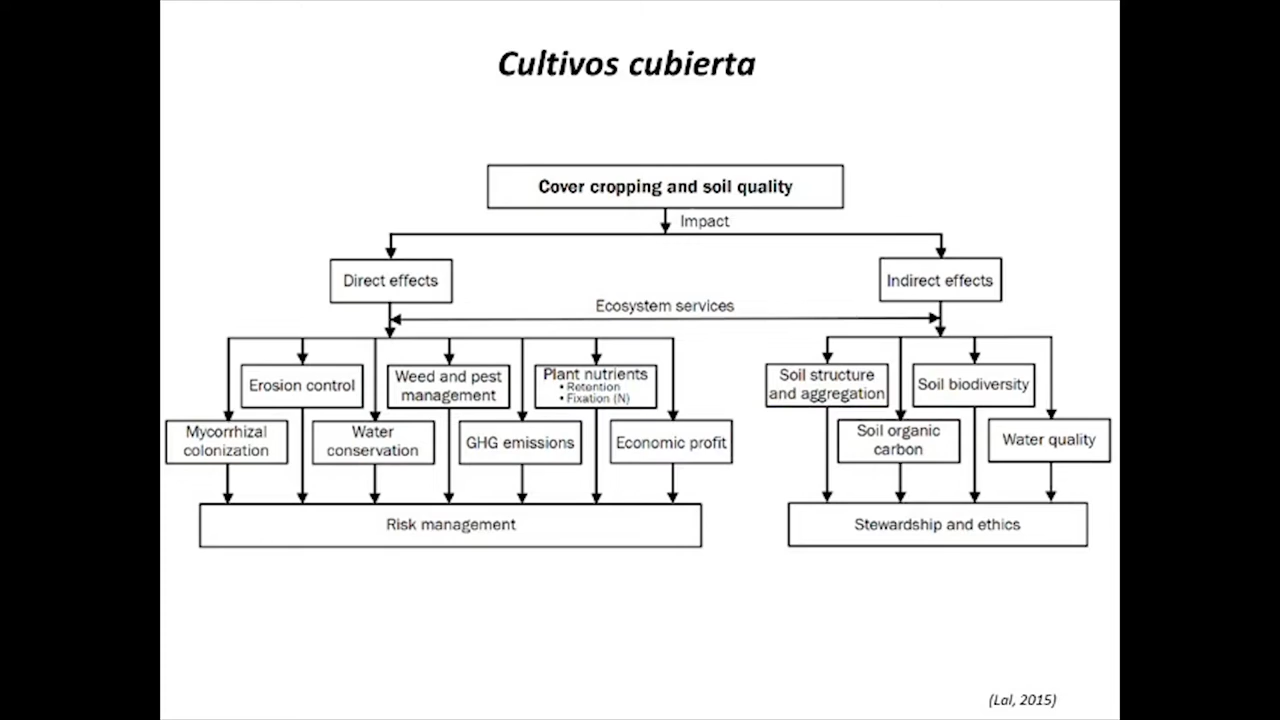 Cultivos cubierta
Cover cropping and soil quality
Impact
Direct effects
Indirect effects
Ecosystem services
Erosion control
Weed and pest
management
Plant nutrients
• Retention
• Fixation (N)
Soil structure
and aggregation
Soil biodiversity
Mycorrhizal
colonization
Water
conservation
GHG emissions
Economic profit
Soil organic
carbon
Water quality
Risk management
Stewardship and ethics
(Lal, 2015)